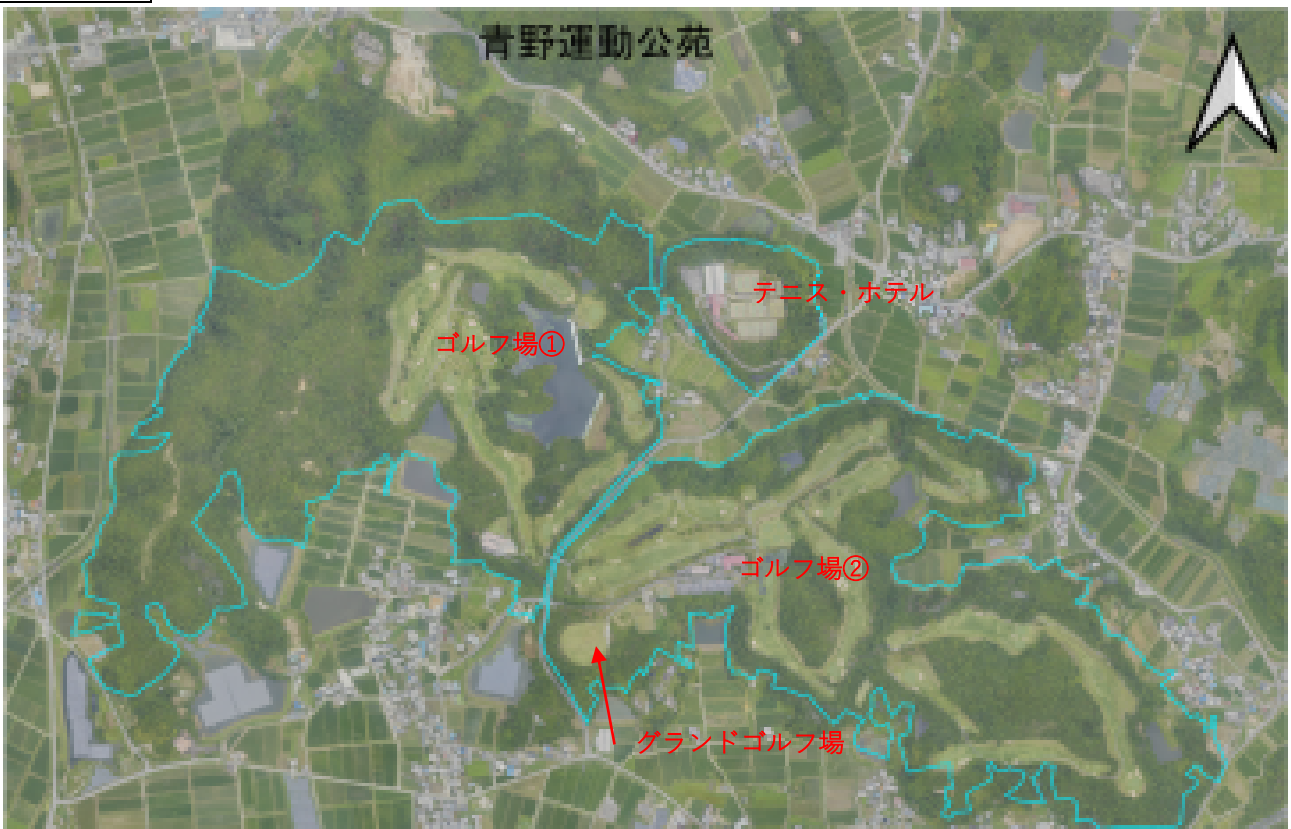 青野運動公苑
テニス・ホテル
ゴルフ場①
ゴルフ場②
グランドゴルフ場